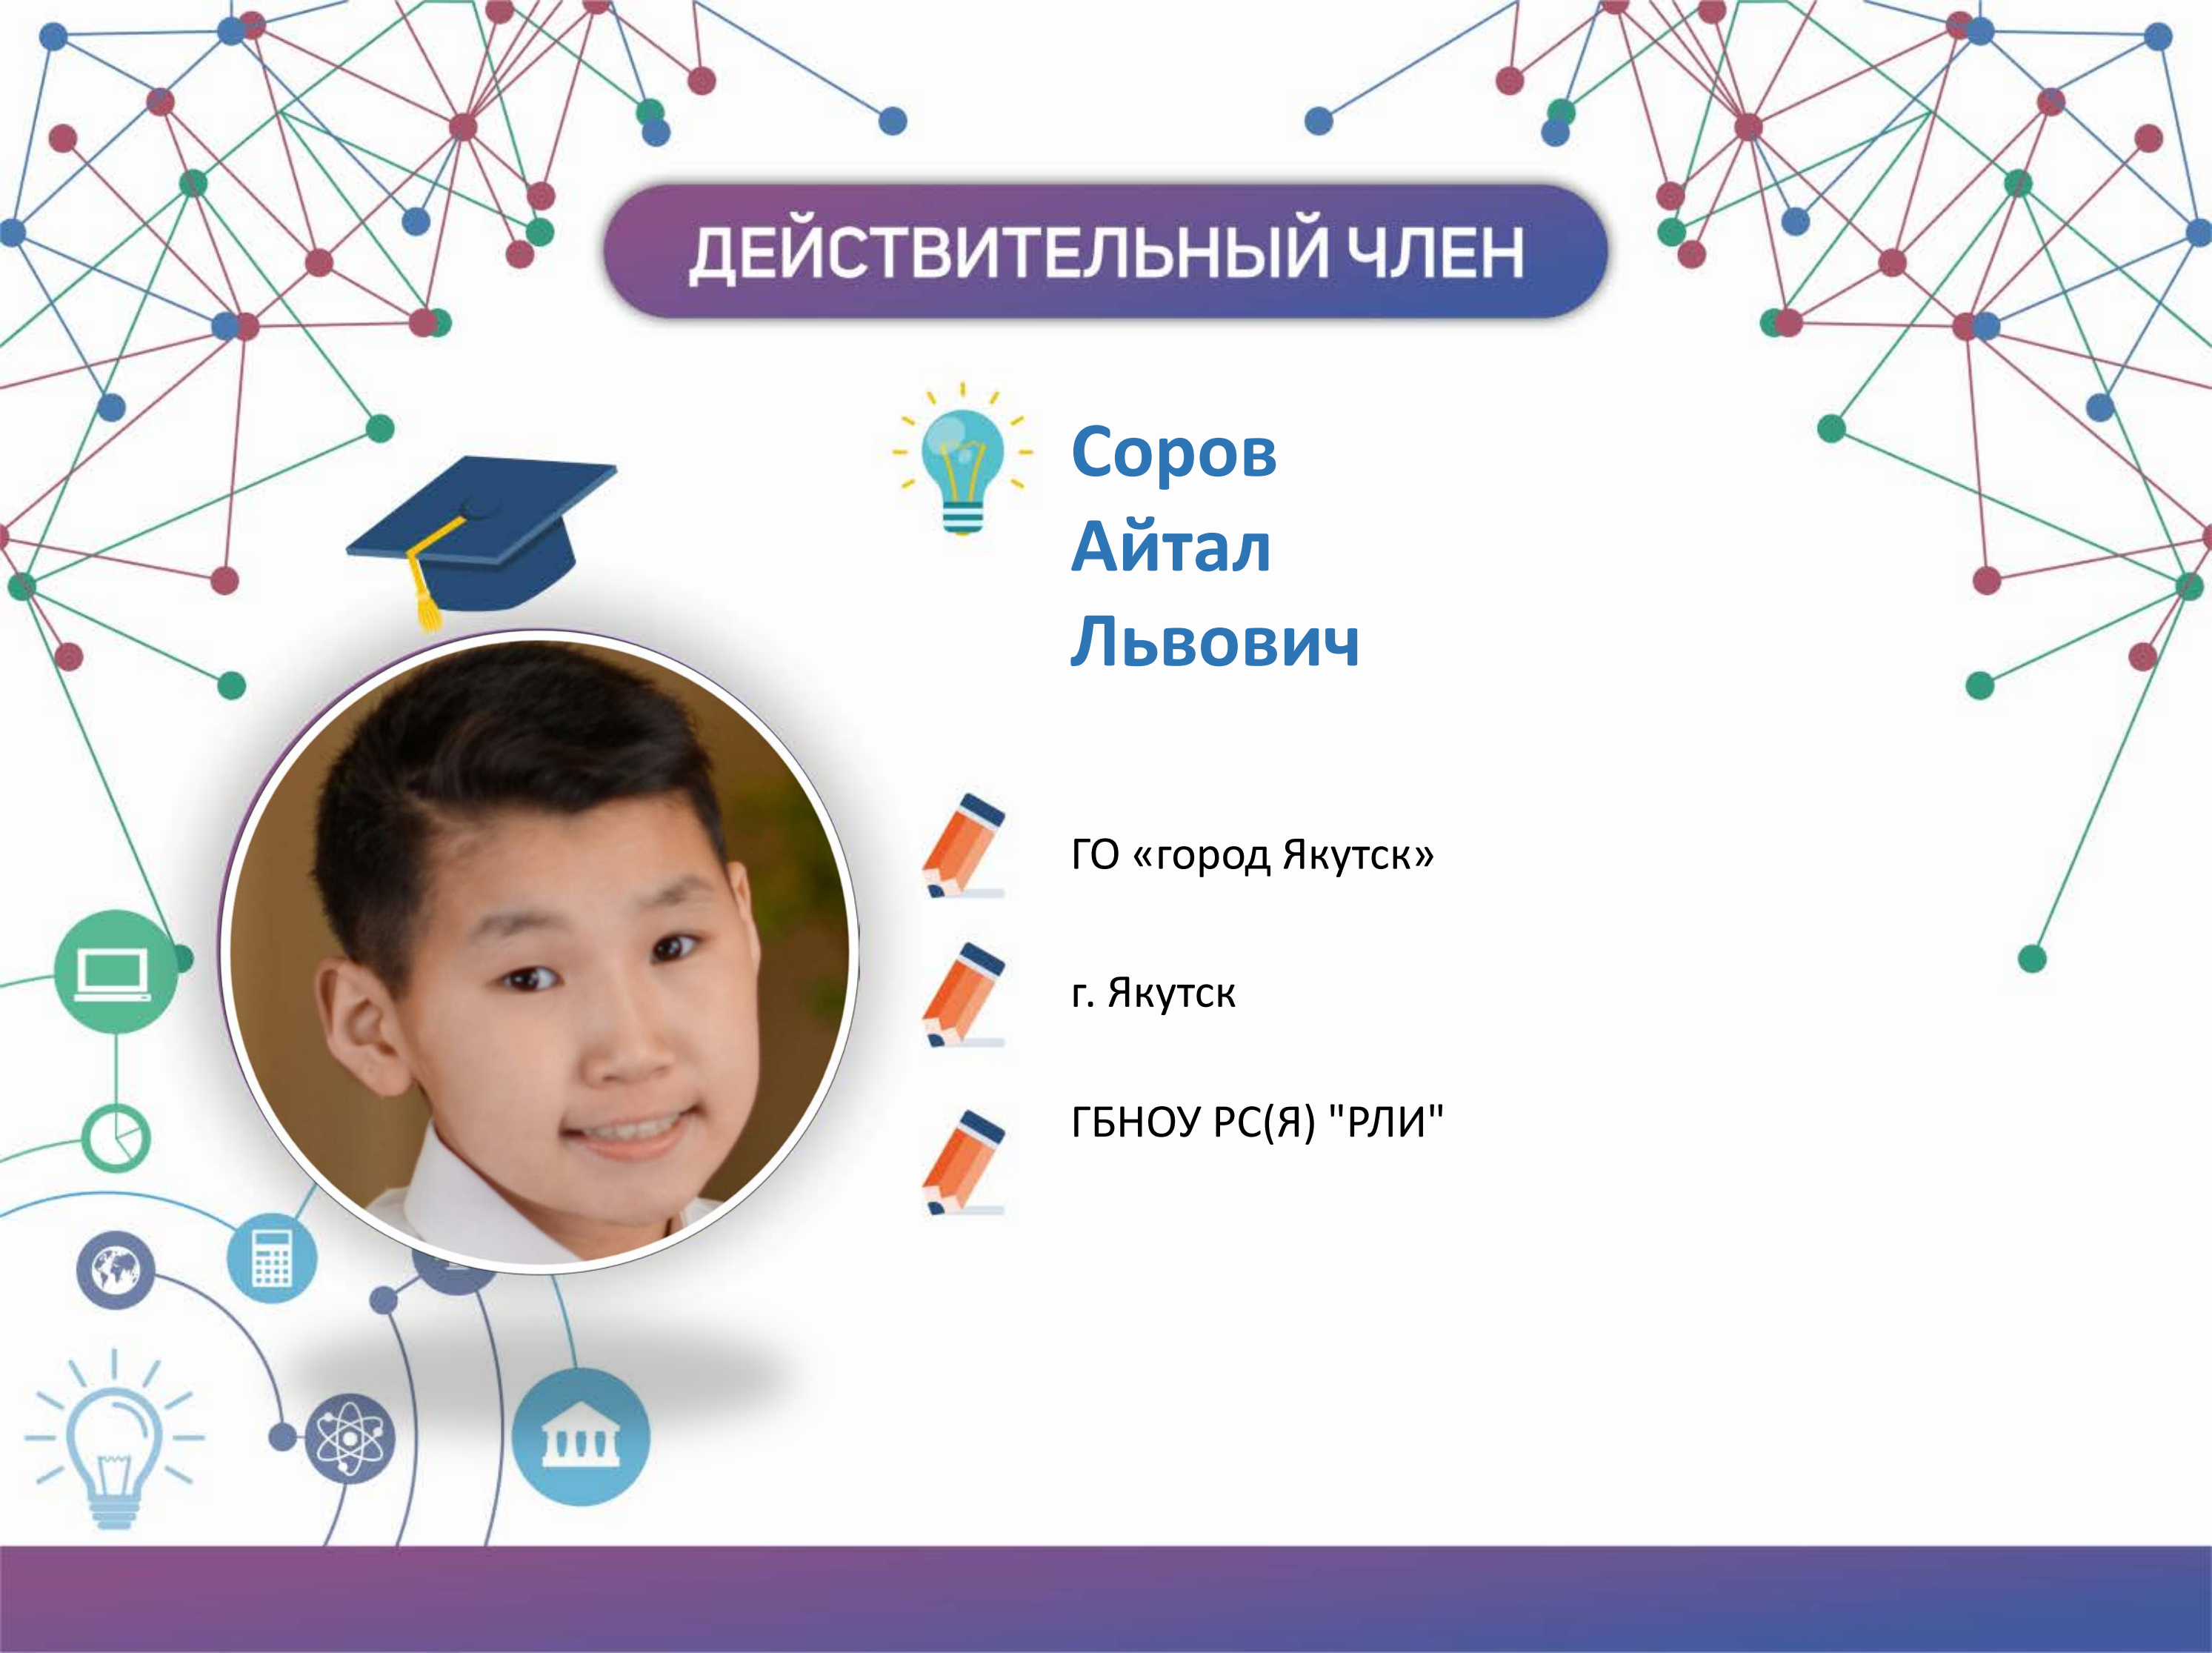 ДЕЙСТВИТЕЛЬНЫЙ ЧЛЕН
Соров
Айтал
Львович
ГО «город Якутск»
г. Якутск
ГБНОУ РС(Я) "РЛИ"